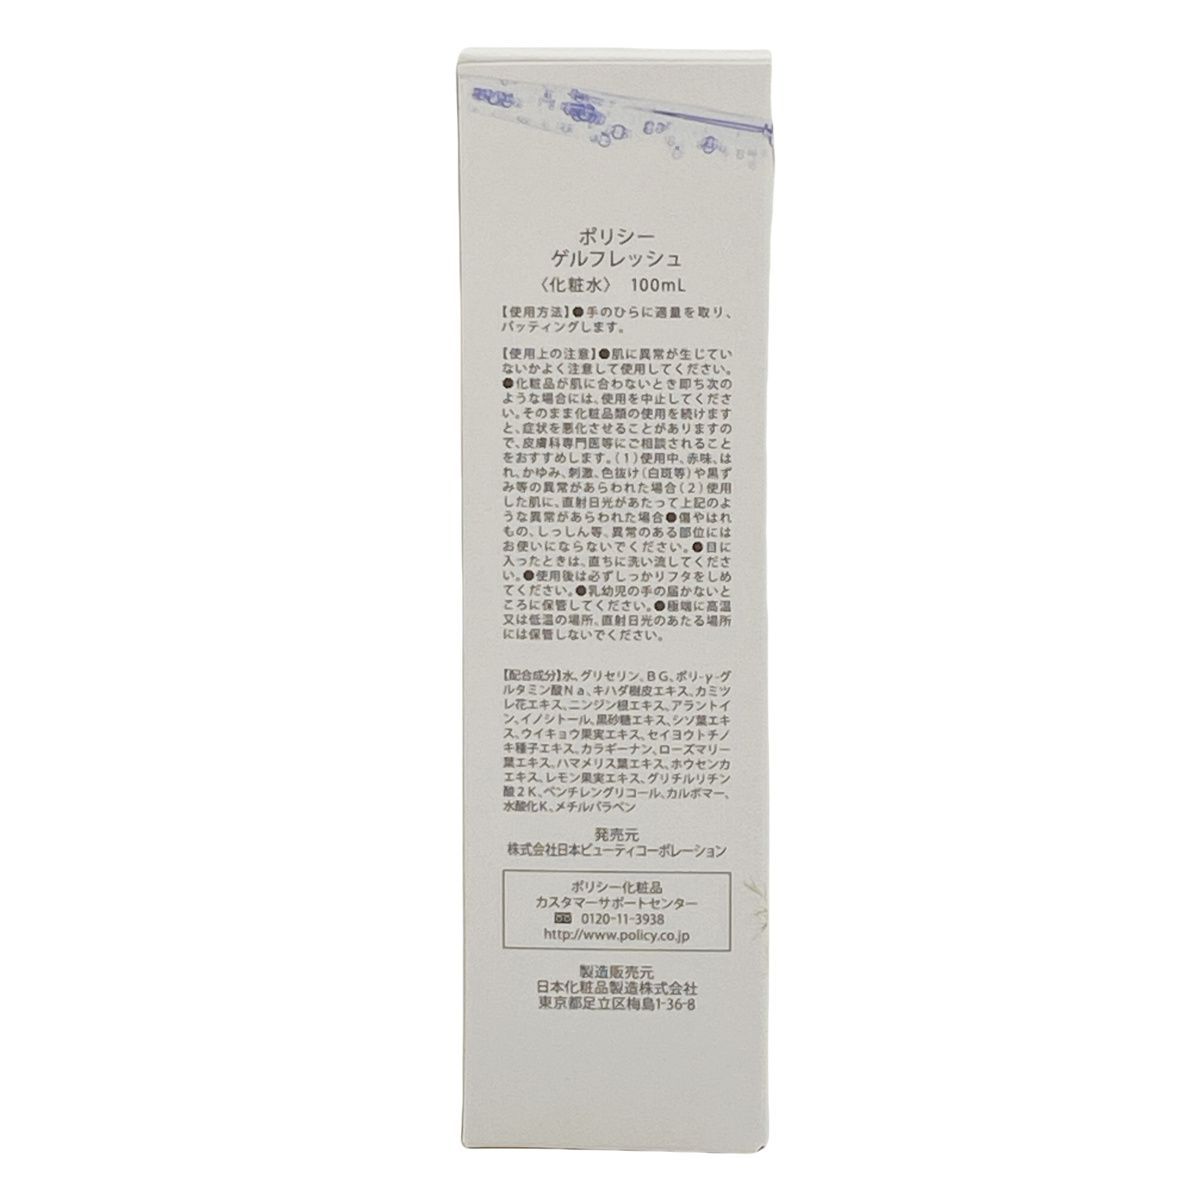 ポリシー
ゲルフレッシュ
〈化粧水〉 100mL
【使用方法】●手のひらに適量を取り、
パッティングします。
【使用上の注意】●肌に異常が生じてい
ないかよく注意して使用してください。
●化粧品が肌に合わないとき即ち次の
ような場合には、使用を中止してくださ
い。そのまま化粧品類の使用を続けます
と、症状を悪化させることがありますの
で、皮膚科専門医等にご相談されること
をおすすめします。（1）使用中、赤味、は
れ、かゆみ、刺激、色抜け（白斑等）や黒ず
み等の異常があらわれた場合（2）使用
した肌に、直射日光があたって上記のよ
うな異常があらわれた場合●傷やはれ
もの、しっしん等、異常のある部位には
お使いにならないでください。●目に
入ったときは、直ちに洗い流してくださ
い。●使用後は必ずしっかりフタをしめ
てください。●乳幼児の手の届かないと
ころに保管してください。●極端に高温
又は低温の場所、直射日光のあたる場所
には保管しないでください。
【配合成分】水、グリセリン、BG、ポリ-γ-グ
ルタミン酸Na、キハダ樹皮エキス、カミツ
レ花エキス、ニンジン根エキス、アラントイ
ン、イノシトール、黒砂糖エキス、シソ葉エキ
ス、ウイキョウ果実エキス、セイヨウトチノ
キ種子エキス、カラギーナン、ローズマリー
葉エキス、ハマメリス葉エキス、ホウセンカ
エキス、レモン果実エキス、グリチルリチン
酸2K、ペンチレングリコール、カルボマー、
水酸化K、メチルパラベン
発売元
株式会社日本ビューティコーポレーション
ポリシー化粧品
カスタマーサポートセンター
0120-11-3938
http://www.policy.co.jp
製造販売元
日本化粧品製造株式会社
東京都足立区梅島1-36-8